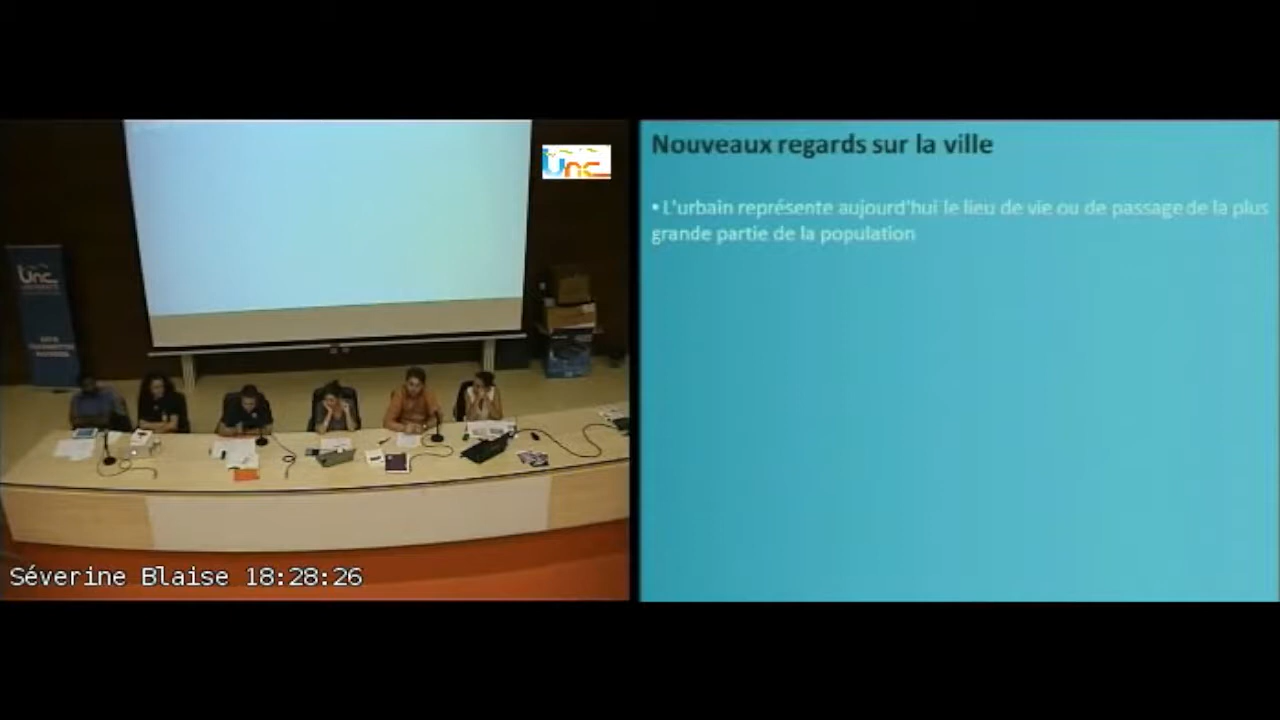 Unc
Nouveaux regards sur la ville
• L'urbain représente aujourd'hui le lieu de vie ou de passage de la plus
grande partie de la population
Unc
Séverine Blaise 18:28:26